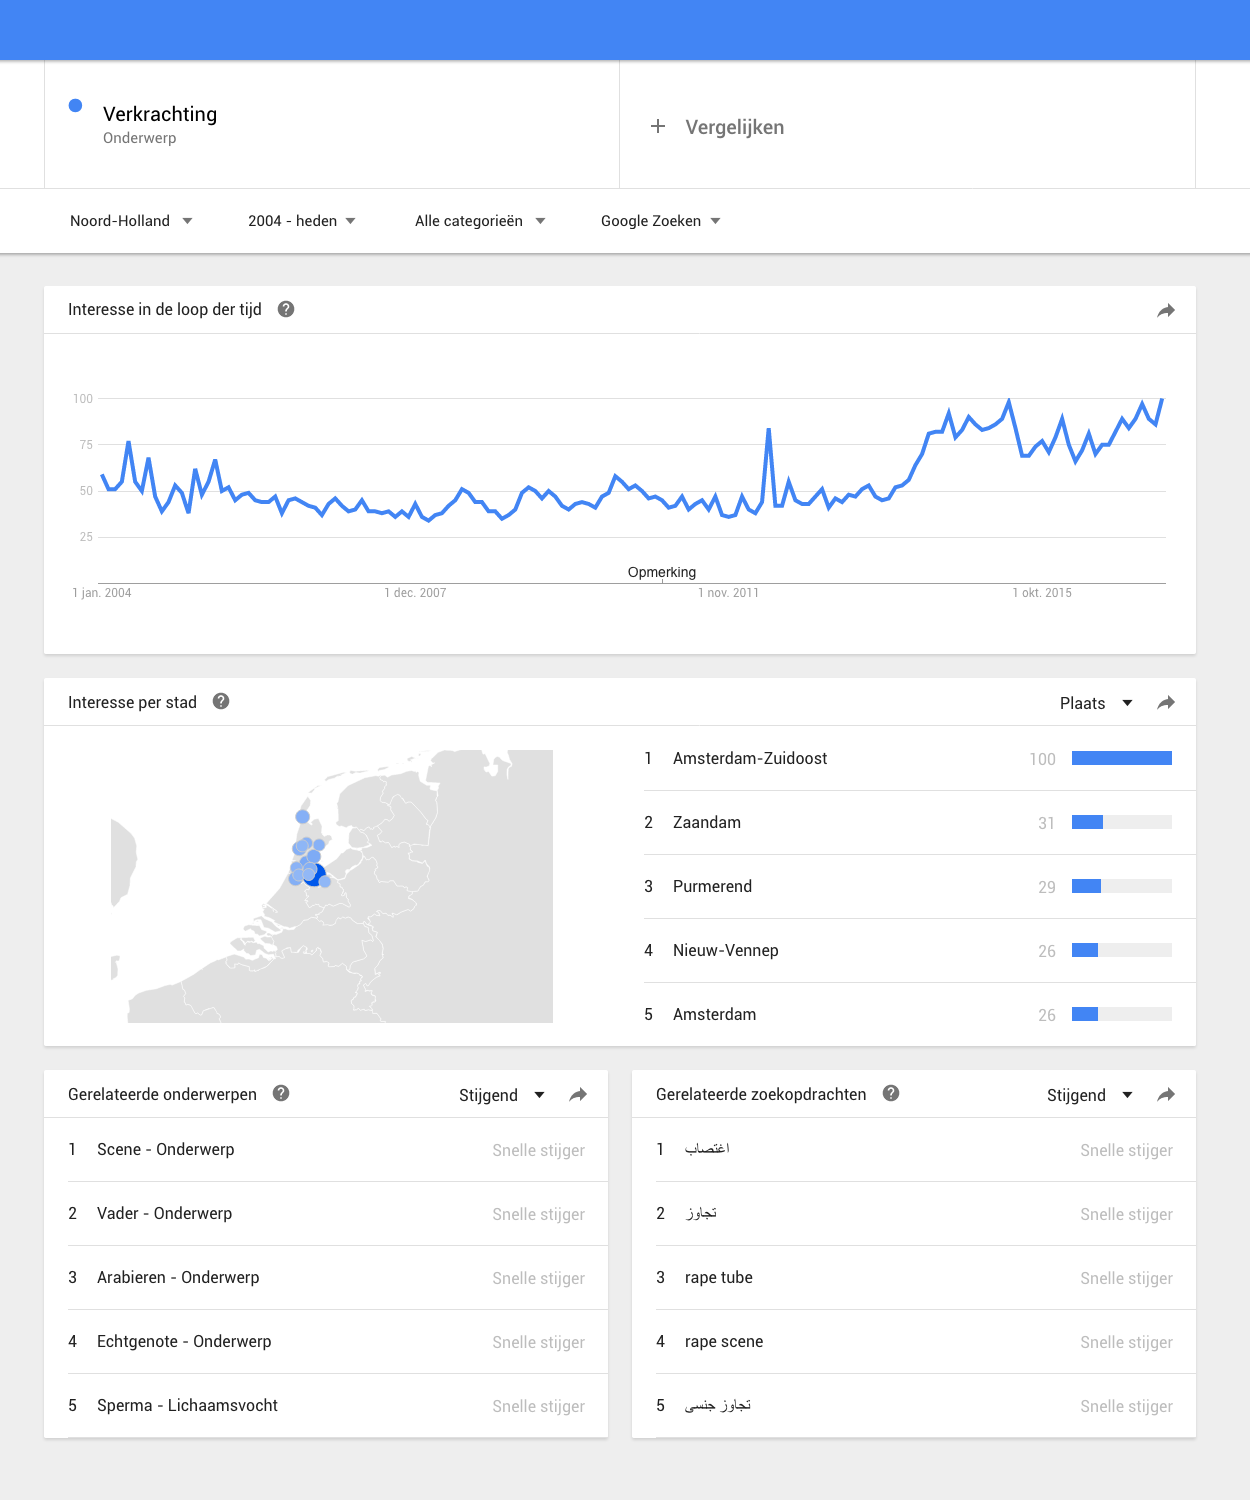 Verkrachting
Onderwerp
+ Vergelijken
Noord-Holland
2004 - heden
Alle categorieën
Google Zoeken
Interesse in de loop der tijd ?
100
75
50
25
Opmerking
1 jan. 2004
1 dec. 2007
1 nov. 2011
1 okt. 2015
Interesse per stad ?
Plaats
1 Amsterdam-Zuidoost 100
2 Zaandam 31
3 Purmerend 29
4 Nieuw-Vennep 26
5 Amsterdam 26
Gerelateerde onderwerpen ?
Stijgend
1 Scene - Onderwerp Snelle stijger
2 Vader - Onderwerp Snelle stijger
3 Arabieren - Onderwerp Snelle stijger
4 Echtgenote - Onderwerp Snelle stijger
5 Sperma - Lichaamsvocht Snelle stijger
Gerelateerde zoekopdrachten ?
Stijgend
1 اغتصاب Snelle stijger
2 تجاوز Snelle stijger
3 rape tube Snelle stijger
4 rape scene Snelle stijger
5 تجاوز جنسی Snelle stijger